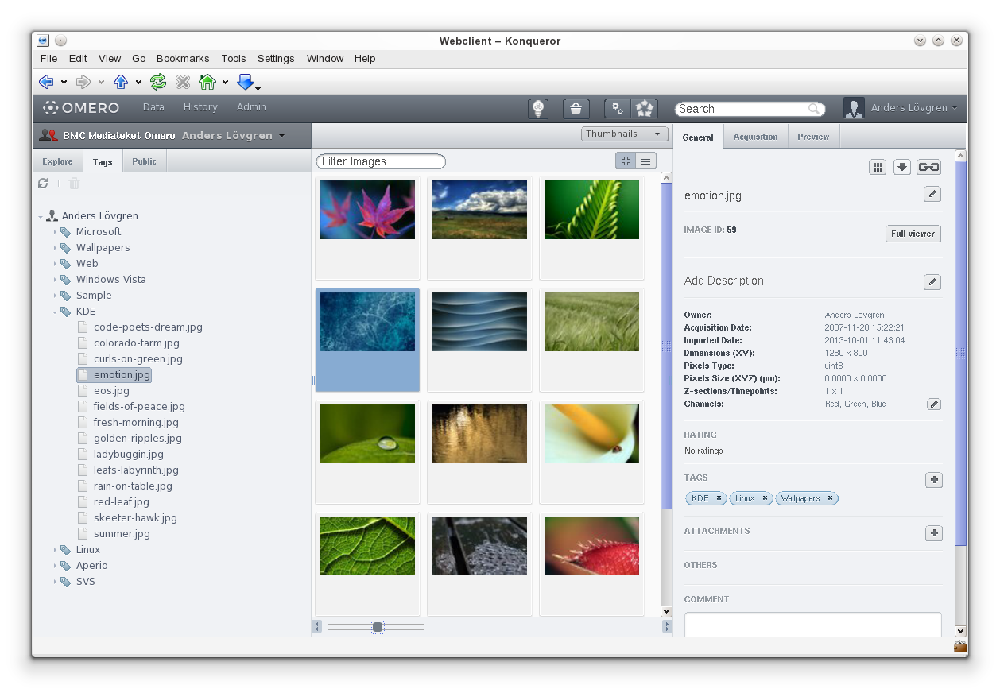 Webclient – Konqueror
File Edit View Go Bookmarks Tools Settings Window Help
OMERO Data History Admin Search Anders Lövgren
BMC Mediateket Omero Anders Lövgren
Thumbnails
General Acquisition Preview
Explore Tags Public
Filter Images
Anders Lövgren
Microsoft
Wallpapers
Web
Windows Vista
Sample
KDE
code-poets-dream.jpg
colorado-farm.jpg
curls-on-green.jpg
emotion.jpg
eos.jpg
fields-of-peace.jpg
fresh-morning.jpg
golden-ripples.jpg
ladybuggin.jpg
leafs-labyrinth.jpg
rain-on-table.jpg
red-leaf.jpg
skeeter-hawk.jpg
summer.jpg
Linux
Aperio
SVS
emotion.jpg
IMAGE ID: 59
Full viewer
Add Description
Owner: Anders Lövgren
Acquisition Date: 2007-11-20 15:22:21
Imported Date: 2013-10-01 11:43:04
Dimensions (XY): 1280 x 800
Pixels Type: uint8
Pixels Size (XYZ) (µm): 0.0000 x 0.0000
Z-sections/Timepoints: 1 x 1
Channels: Red, Green, Blue
RATING
No ratings
TAGS
KDE Linux Wallpapers
ATTACHMENTS
OTHERS:
COMMENT: